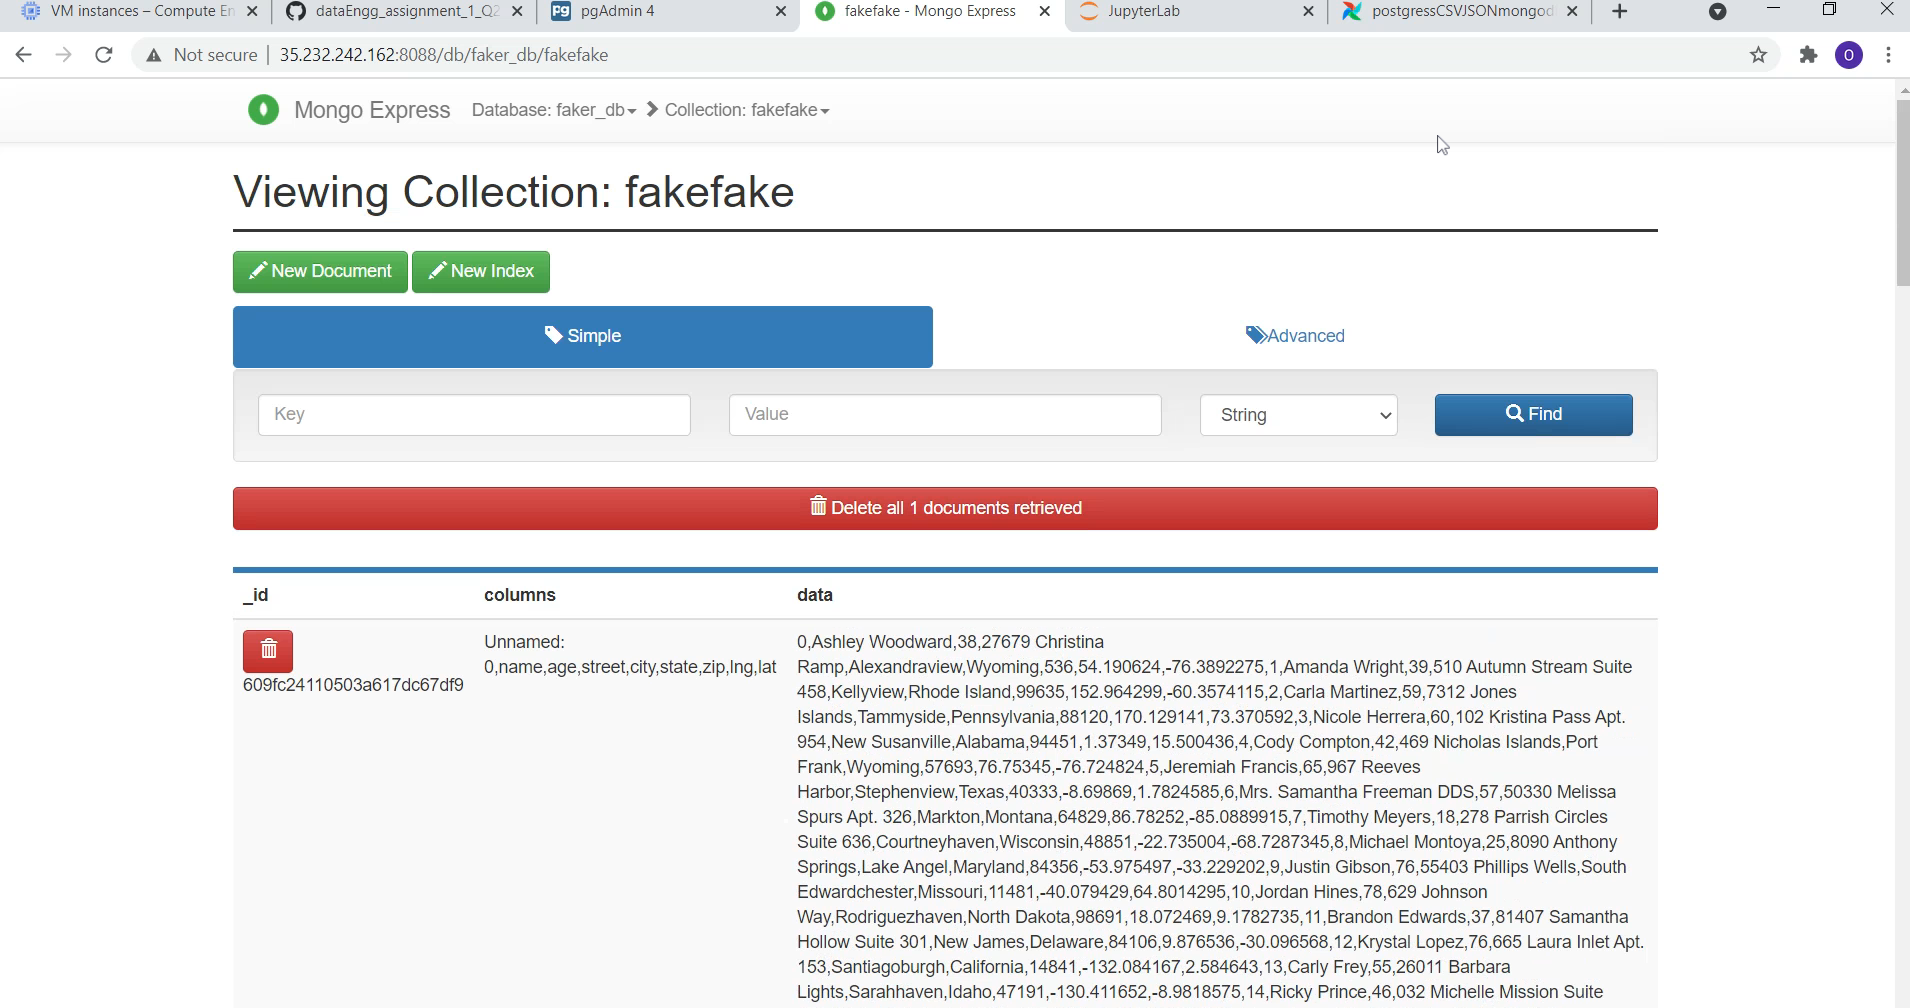 VM instances – Compute En
dataEngg_assignment_1_Q2
pgAdmin 4
fakefake - Mongo Express
JupyterLab
postgressCSVJSONmongod
Not secure
35.232.242.162:8088/db/faker_db/fakefake
O
Mongo Express
Database: faker_db
Collection: fakefake
Viewing Collection: fakefake
New Document
New Index
Simple
Advanced
Key
Value
String
Find
Delete all 1 documents retrieved
_id
columns
data
609fc24110503a617dc67df9
Unnamed:
0,name,age,street,city,state,zip,lng,lat
0,Ashley Woodward,38,27679 Christina
Ramp,Alexandraview,Wyoming,536,54.190624,-76.3892275,1,Amanda Wright,39,510 Autumn Stream Suite
458,Kellyview,Rhode Island,99635,152.964299,-60.3574115,2,Carla Martinez,59,7312 Jones
Islands,Tammyside,Pennsylvania,88120,170.129141,73.370592,3,Nicole Herrera,60,102 Kristina Pass Apt.
954,New Susanville,Alabama,94451,1.37349,15.500436,4,Cody Compton,42,469 Nicholas Islands,Port
Frank,Wyoming,57693,76.75345,-76.724824,5,Jeremiah Francis,65,967 Reeves
Harbor,Stephenview,Texas,40333,-8.69869,1.7824585,6,Mrs. Samantha Freeman DDS,57,50330 Melissa
Spurs Apt. 326,Markton,Montana,64829,86.78252,-85.0889915,7,Timothy Meyers,18,278 Parrish Circles
Suite 636,Courtneyhaven,Wisconsin,48851,-22.735004,-68.7287345,8,Michael Montoya,25,8090 Anthony
Springs,Lake Angel,Maryland,84356,-53.975497,-33.229202,9,Justin Gibson,76,55403 Phillips Wells,South
Edwardchester,Missouri,11481,-40.079429,64.8014295,10,Jordan Hines,78,629 Johnson
Way,Rodriguezhaven,North Dakota,98691,18.072469,9.1782735,11,Brandon Edwards,37,81407 Samantha
Hollow Suite 301,New James,Delaware,84106,9.876536,-30.096568,12,Krystal Lopez,76,665 Laura Inlet Apt.
153,Santiagoburgh,California,14841,-132.084167,2.584643,13,Carly Frey,55,26011 Barbara
Lights,Sarahhaven,Idaho,47191,-130.411652,-8.9818575,14,Ricky Prince,46,032 Michelle Mission Suite